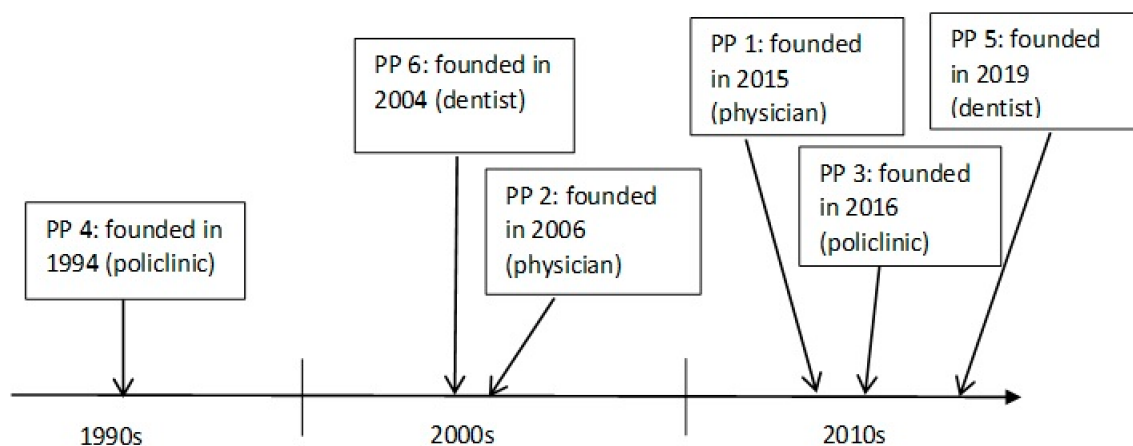 PP 4: founded in
1994 (policlinic)
PP 6: founded in
2004 (dentist)
PP 2: founded
in 2006
(physician)
PP 1: founded
in 2015
(physician)
PP 3: founded
in 2016
(policlinic)
PP 5: founded
in 2019
(dentist)
1990s
2000s
2010s